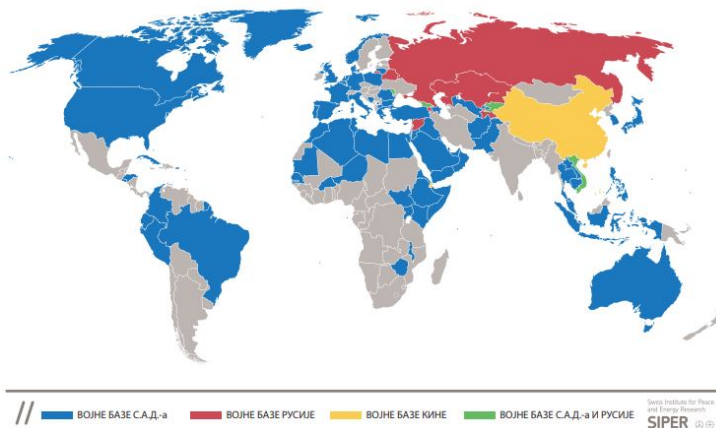 // ВОЈНЕ БАЗЕ С.А.Д.-а ВОЈНЕ БАЗЕ РУСИЈЕ ВОЈНЕ БАЗЕ КИНЕ ВОЈНЕ БАЗЕ С.А.Д.-а И РУСИЈЕ
Swiss Institute for Peace
and Energy Research
SIPER